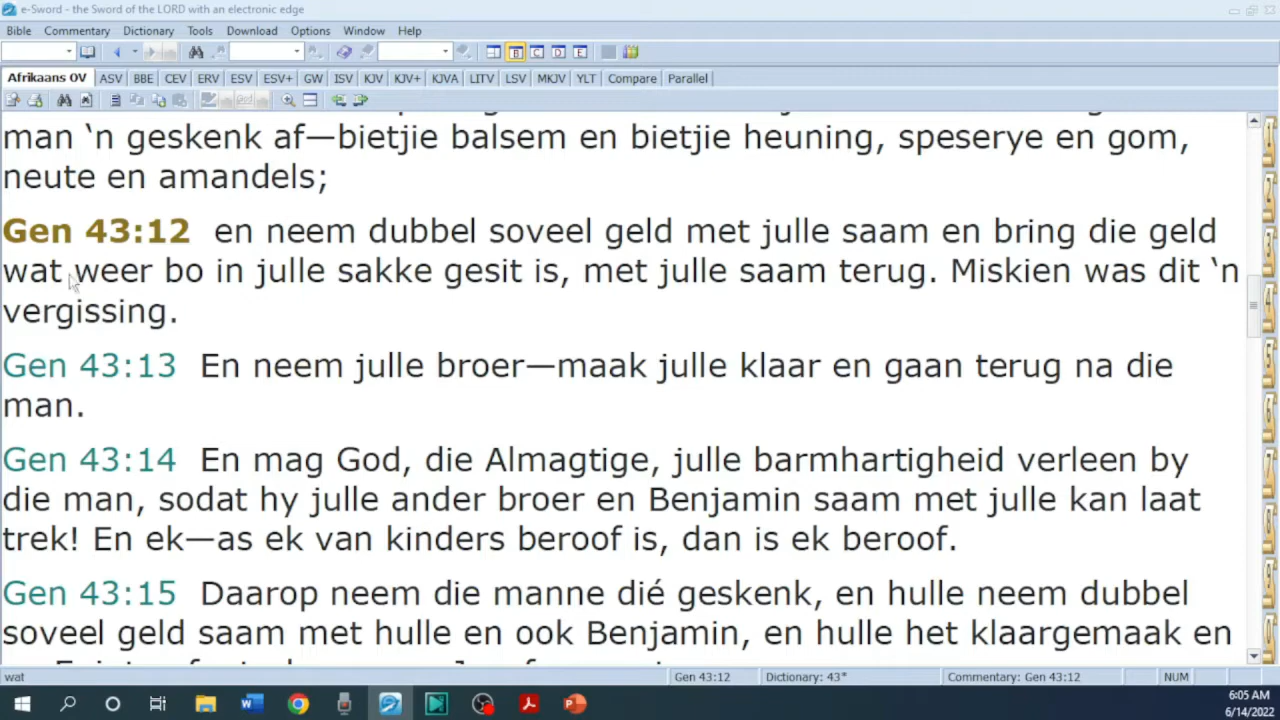 e-Sword - the Sword of the LORD with an electronic edge
Bible Commentary Dictionary Tools Download Options Window Help
Afrikaans OV ASV BBE CEV ERV ESV ESV+ GW ISV KJV KJV+ KJVA LITV LSV MKJV YLT Compare Parallel
man ‘n geskenk af—bietjie balsem en bietjie heuning, speserye en gom,
neute en amandels;
Gen 43:12 en neem dubbel soveel geld met julle saam en bring die geld
wat weer bo in julle sakke gesit is, met julle saam terug. Miskien was dit ‘n
vergissing.
Gen 43:13 En neem julle broer—maak julle klaar en gaan terug na die
man.
Gen 43:14 En mag God, die Almagtige, julle barmhartigheid verleen by
die man, sodat hy julle ander broer en Benjamin saam met julle kan laat
trek! En ek—as ek van kinders beroof is, dan is ek beroof.
Gen 43:15 Daarop neem die manne dié geskenk, en hulle neem dubbel
soveel geld saam met hulle en ook Benjamin, en hulle het klaargemaak en
wat Gen 43:12 Dictionary: 43* Commentary: Gen 43:12 NUM
6:05 AM
6/14/2022